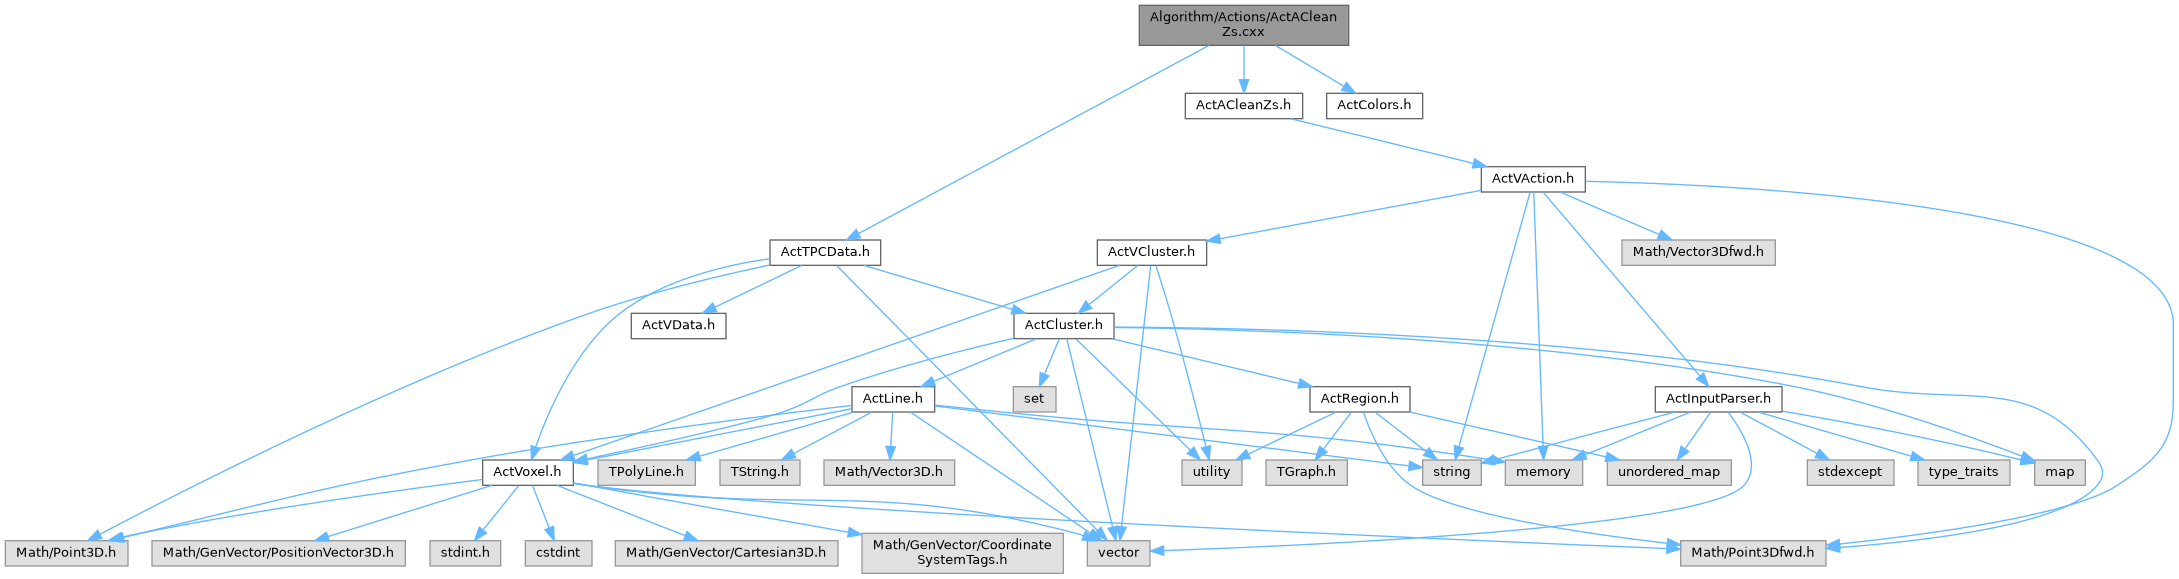 Algorithm/Actions/ActAClean
Zs.cxx
ActACleanZs.h
ActColors.h
ActVAction.h
ActTPCData.h
ActVCluster.h
Math/Vector3Dfwd.h
ActVData.h
ActCluster.h
set
ActLine.h
ActRegion.h
ActInputParser.h
ActVoxel.h
TPolyLine.h
TString.h
Math/Vector3D.h
utility
TGraph.h
string
memory
unordered_map
stdexcept
type_traits
map
Math/Point3D.h
Math/GenVector/PositionVector3D.h
stdint.h
cstdint
Math/GenVector/Cartesian3D.h
Math/GenVector/Coordinate
SystemTags.h
vector
Math/Point3Dfwd.h